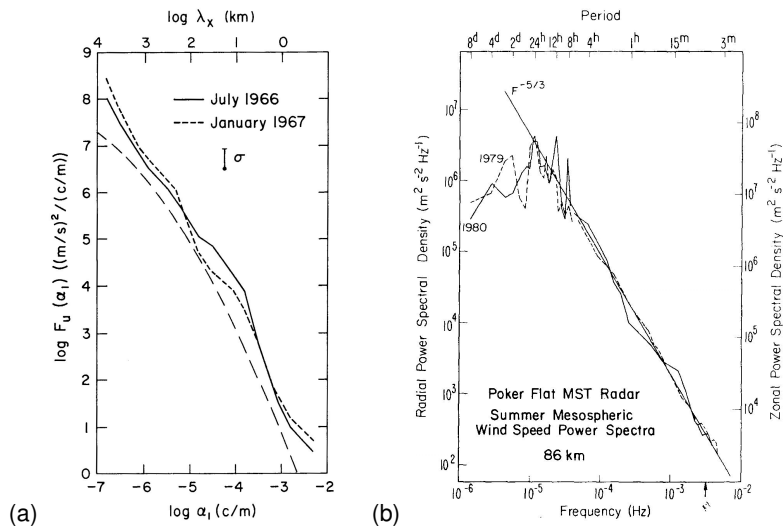 log λx (km)
4 3 2 1 0
log Fu (α1) ((m/s)²/(c/m))
9
8
7
6
5
4
3
2
1
0
July 1966
January 1967
σ
-7 -6 -5 -4 -3 -2
log α1 (c/m)
(a)
Period
8d 4d 2d 24h 12h 8h 4h 1h 15m 3m
Radial Power Spectral Density (m² s⁻² Hz⁻¹)
10⁷
10⁶
10⁵
10⁴
10³
10²
F⁻⁵/³
1979
1980
Poker Flat MST Radar
Summer Mesospheric
Wind Speed Power Spectra
86 km
Zonal Power Spectral Density (m² s⁻² Hz⁻¹)
10⁸
10⁷
10⁶
10⁵
10⁴
10⁻⁶ 10⁻⁵ 10⁻⁴ 10⁻³ 10⁻²
Frequency (Hz)
(b)